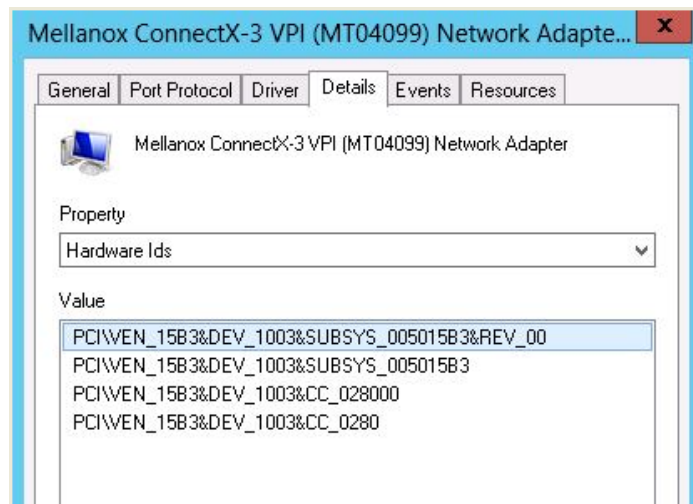 Mellanox ConnectX-3 VPI (MT04099) Network Adapte... x
General Port Protocol Driver Details Events Resources
Mellanox ConnectX-3 VPI (MT04099) Network Adapter
Property
Hardware Ids
Value
PCI\VEN_15B3&DEV_1003&SUBSYS_005015B3&REV_00
PCI\VEN_15B3&DEV_1003&SUBSYS_005015B3
PCI\VEN_15B3&DEV_1003&CC_028000
PCI\VEN_15B3&DEV_1003&CC_0280